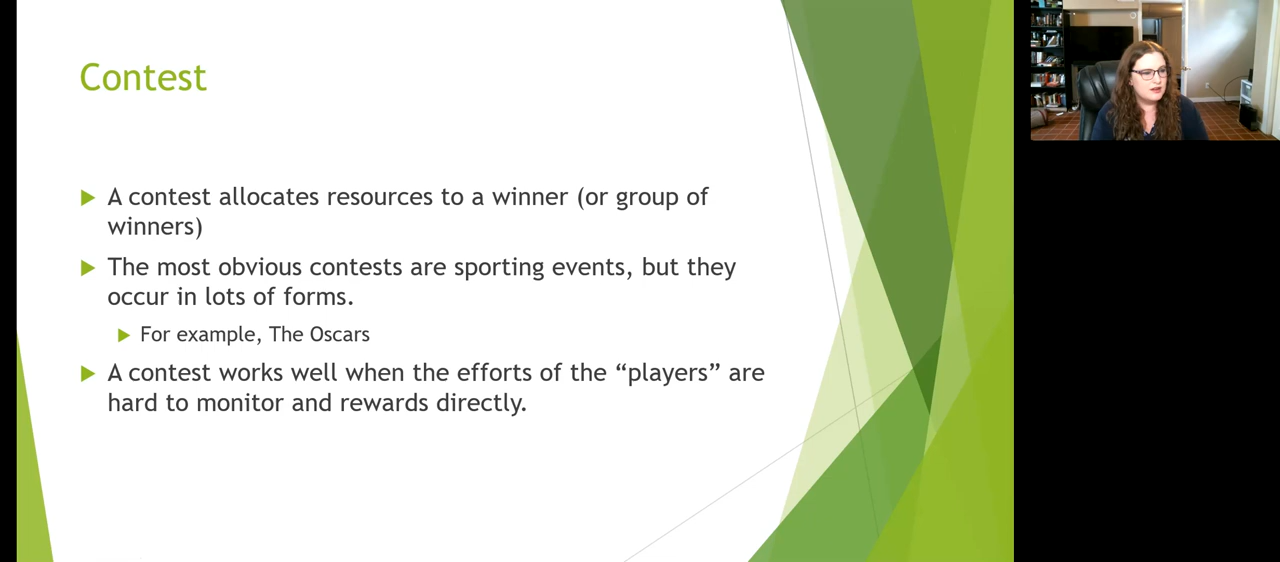 Contest
A contest allocates resources to a winner (or group of
winners)
The most obvious contests are sporting events, but they
occur in lots of forms.
For example, The Oscars
A contest works well when the efforts of the “players” are
hard to monitor and rewards directly.